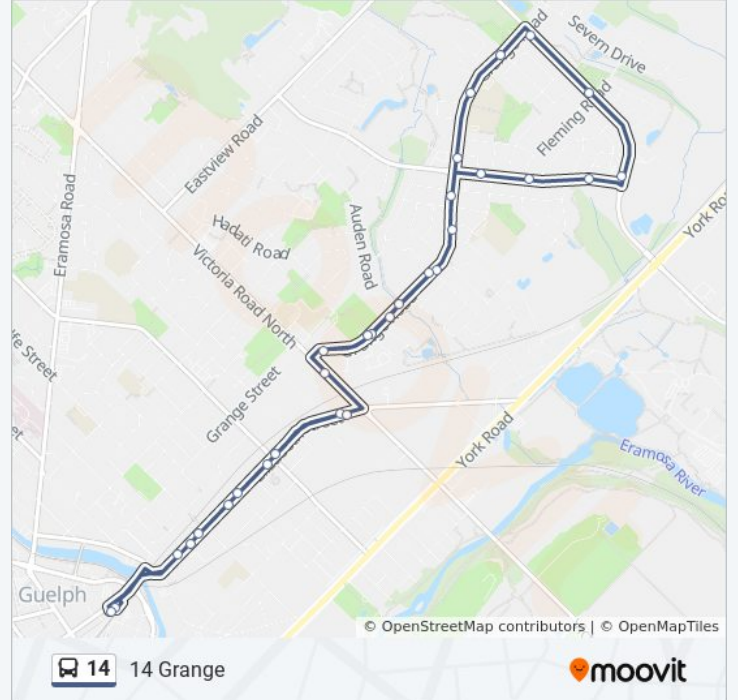 Severn Drive
Fleming Road
Eastview Road
Eramosa Road
Hadati Road
Auden Road
York Ro
Victoria Road North
Grange Street
York Road
Eramosa River
Guelph
© OpenStreetMap contributors | © OpenMapTiles
14 14 Grange
moovit